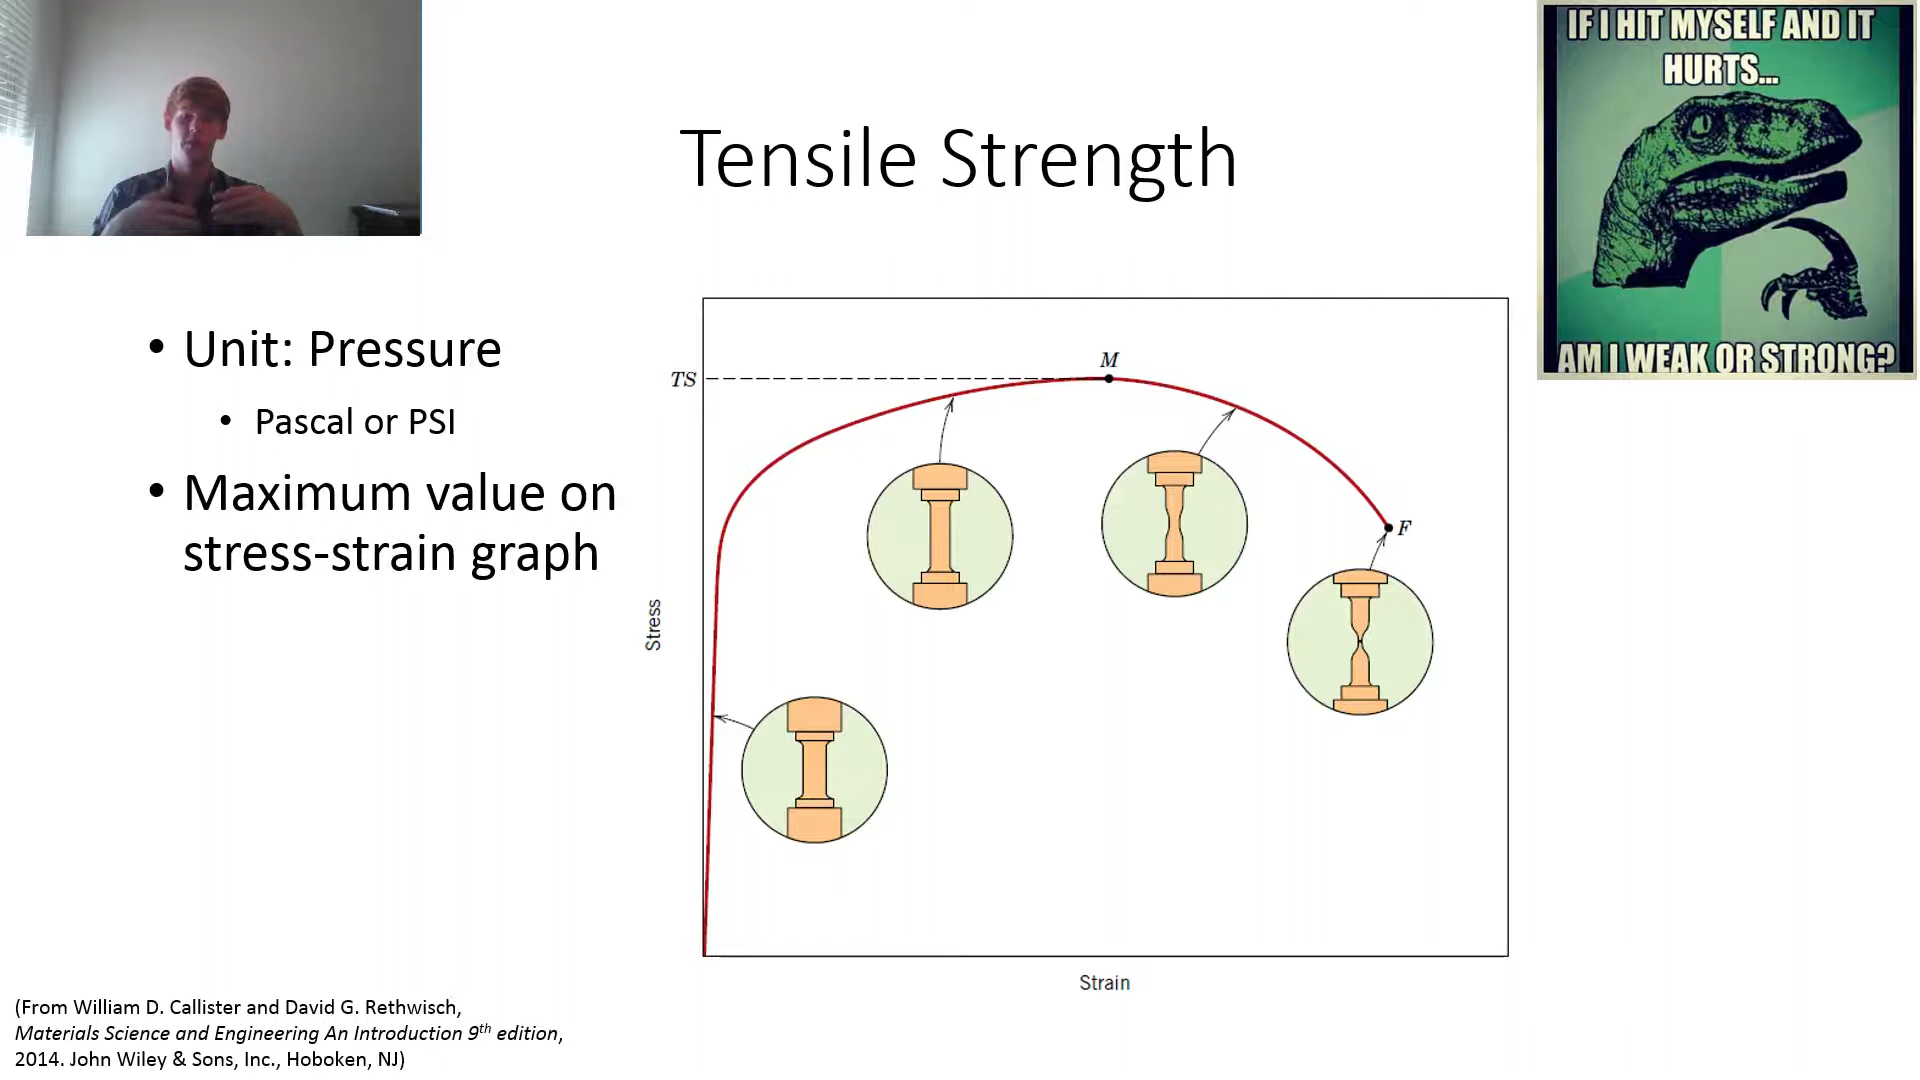 IF I HIT MYSELF AND IT
HURTS...
AM I WEAK OR STRONG?
Tensile Strength
• Unit: Pressure
• Pascal or PSI
• Maximum value on
stress-strain graph
TS
M
F
Stress
Strain
(From William D. Callister and David G. Rethwisch,
Materials Science and Engineering An Introduction 9th edition,
2014. John Wiley & Sons, Inc., Hoboken, NJ)